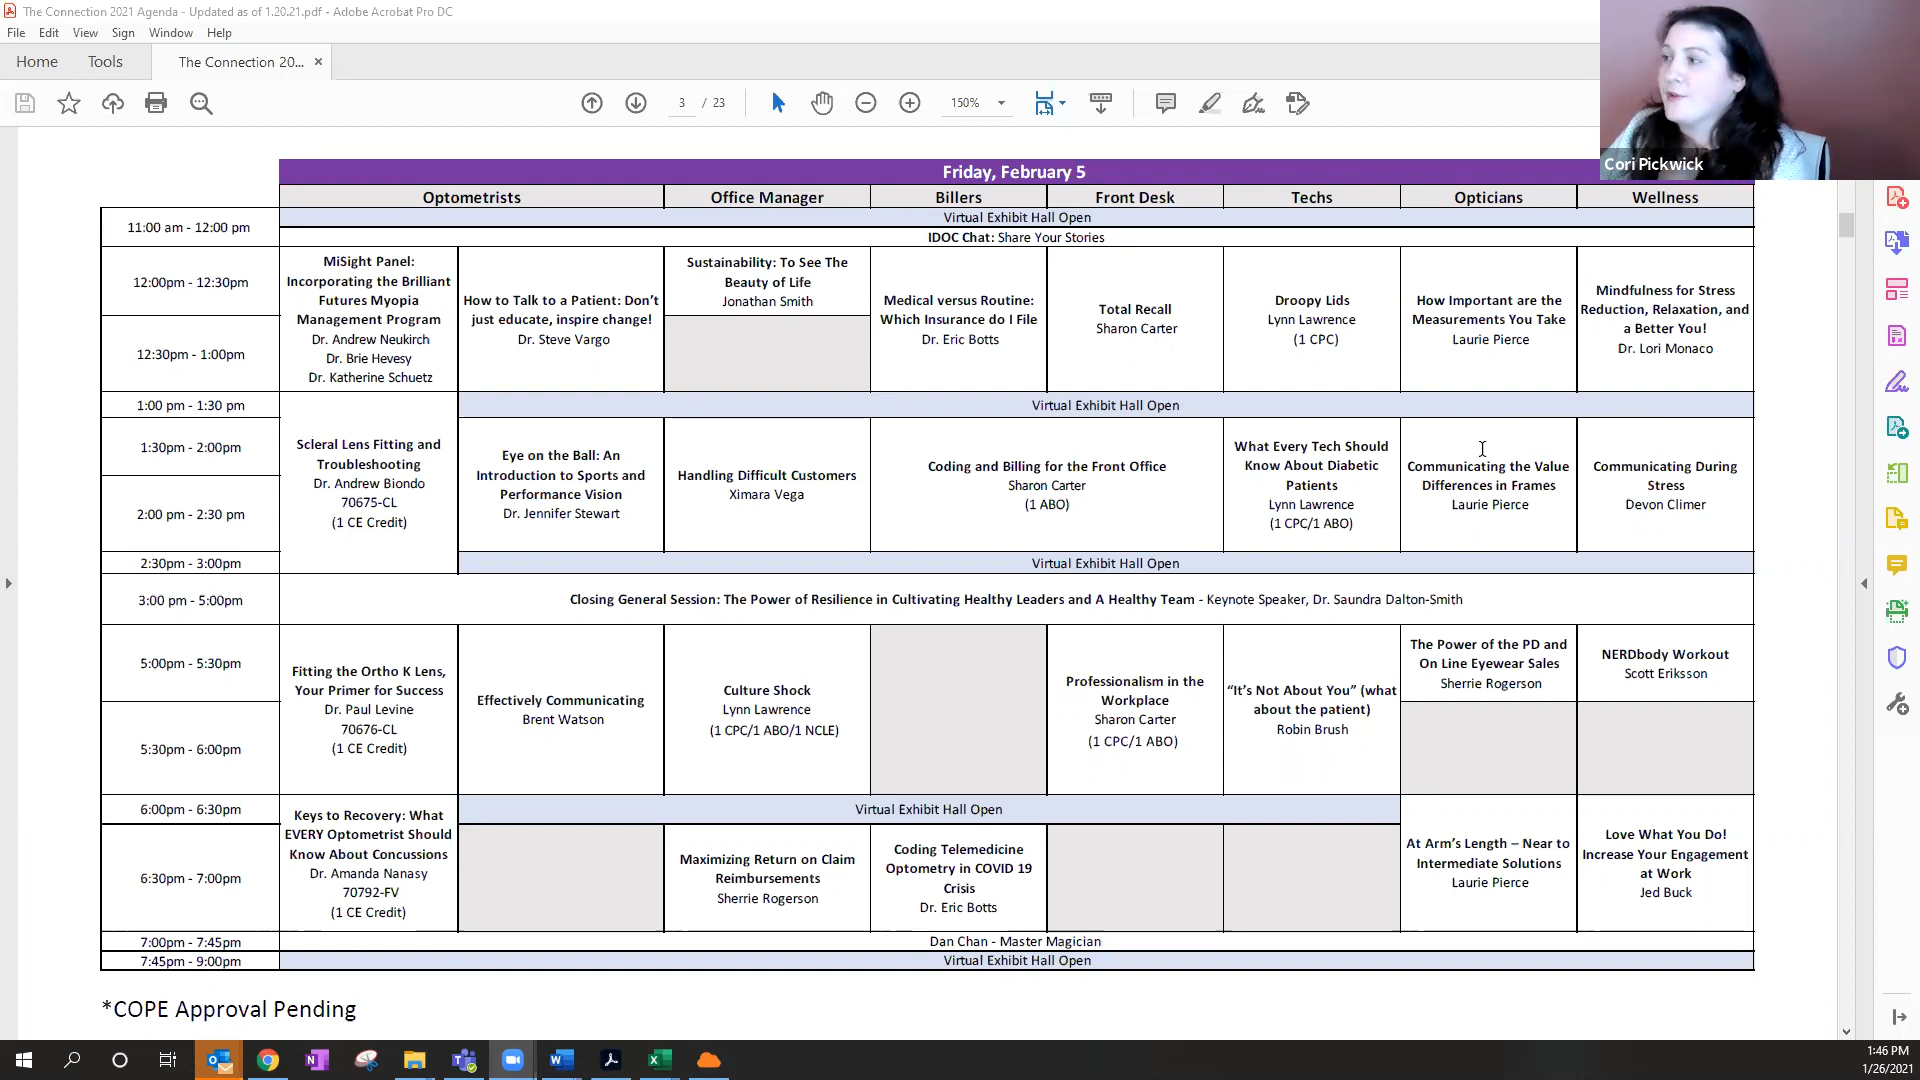 The Connection 2021 Agenda - Updated as of 1.20.21.pdf - Adobe Acrobat Pro DC
File Edit View Sign Window Help
Home Tools The Connection 20... ×
3 / 23 150%
Cori Pickwick
Friday, February 5
Optometrists Office Manager Billers Front Desk Techs Opticians Wellness
11:00 am - 12:00 pm
Virtual Exhibit Hall Open
IDOC Chat: Share Your Stories
12:00pm - 12:30pm
12:30pm - 1:00pm
MiSight Panel:
Incorporating the Brilliant
Futures Myopia
Management Program
Dr. Andrew Neukirch
Dr. Brie Hevesy
Dr. Katherine Schuetz
How to Talk to a Patient: Don't
just educate, inspire change!
Dr. Steve Vargo
Sustainability: To See The
Beauty of Life
Jonathan Smith
Medical versus Routine:
Which Insurance do I File
Dr. Eric Botts
Total Recall
Sharon Carter
Droopy Lids
Lynn Lawrence
(1 CPC)
How Important are the
Measurements You Take
Laurie Pierce
Mindfulness for Stress
Reduction, Relaxation, and
a Better You!
Dr. Lori Monaco
1:00 pm - 1:30 pm
Virtual Exhibit Hall Open
1:30pm - 2:00pm
2:00 pm - 2:30 pm
Scleral Lens Fitting and
Troubleshooting
Dr. Andrew Biondo
70675-CL
(1 CE Credit)
Eye on the Ball: An
Introduction to Sports and
Performance Vision
Dr. Jennifer Stewart
Handling Difficult Customers
Ximara Vega
Coding and Billing for the Front Office
Sharon Carter
(1 ABO)
What Every Tech Should
Know About Diabetic
Patients
Lynn Lawrence
(1 CPC/1 ABO)
Communicating the Value
Differences in Frames
Laurie Pierce
Communicating During
Stress
Devon Climer
2:30pm - 3:00pm
Virtual Exhibit Hall Open
3:00 pm - 5:00pm
Closing General Session: The Power of Resilience in Cultivating Healthy Leaders and A Healthy Team - Keynote Speaker, Dr. Saundra Dalton-Smith
5:00pm - 5:30pm
5:30pm - 6:00pm
Fitting the Ortho K Lens,
Your Primer for Success
Dr. Paul Levine
70676-CL
(1 CE Credit)
Effectively Communicating
Brent Watson
Culture Shock
Lynn Lawrence
(1 CPC/1 ABO/1 NCLE)
Professionalism in the
Workplace
Sharon Carter
(1 CPC/1 ABO)
"It's Not About You" (what
about the patient)
Robin Brush
The Power of the PD and
On Line Eyewear Sales
Sherrie Rogerson
NERDbody Workout
Scott Eriksson
6:00pm - 6:30pm
Virtual Exhibit Hall Open
6:30pm - 7:00pm
Keys to Recovery: What
EVERY Optometrist Should
Know About Concussions
Dr. Amanda Nanasy
70792-FV
(1 CE Credit)
Maximizing Return on Claim
Reimbursements
Sherrie Rogerson
Coding Telemedicine
Optometry in COVID 19
Crisis
Dr. Eric Botts
At Arm's Length – Near to
Intermediate Solutions
Laurie Pierce
Love What You Do!
Increase Your Engagement
at Work
Jed Buck
7:00pm - 7:45pm
Dan Chan - Master Magician
7:45pm - 9:00pm
Virtual Exhibit Hall Open
*COPE Approval Pending
1:46 PM
1/26/2021